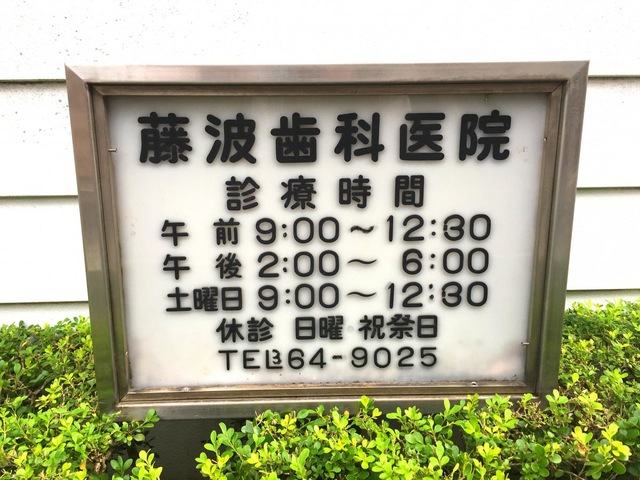 藤波歯科医院
診療時間
午前 9:00～12:30
午後 2:00～ 6:00
土曜日 9:00～12:30
休診 日曜・祝祭日
TEL 64-9025